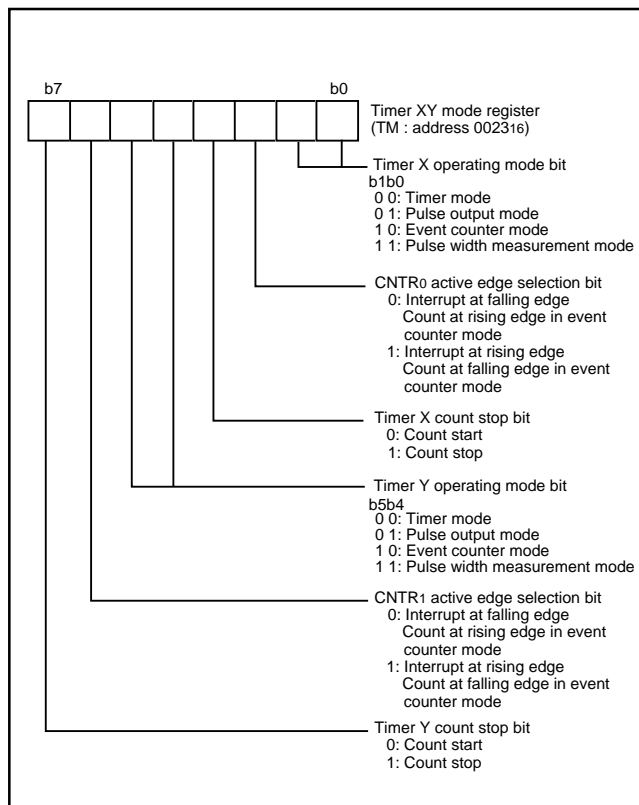 b7
b0
Timer XY mode register
(TM : address 002316)
Timer X operating mode bit
b1b0
0 0: Timer mode
0 1: Pulse output mode
1 0: Event counter mode
1 1: Pulse width measurement mode
CNTR0 active edge selection bit
0: Interrupt at falling edge
Count at rising edge in event
counter mode
1: Interrupt at rising edge
Count at falling edge in event
counter mode
Timer X count stop bit
0: Count start
1: Count stop
Timer Y operating mode bit
b5b4
0 0: Timer mode
0 1: Pulse output mode
1 0: Event counter mode
1 1: Pulse width measurement mode
CNTR1 active edge selection bit
0: Interrupt at falling edge
Count at rising edge in event
counter mode
1: Interrupt at rising edge
Count at falling edge in event
counter mode
Timer Y count stop bit
0: Count start
1: Count stop